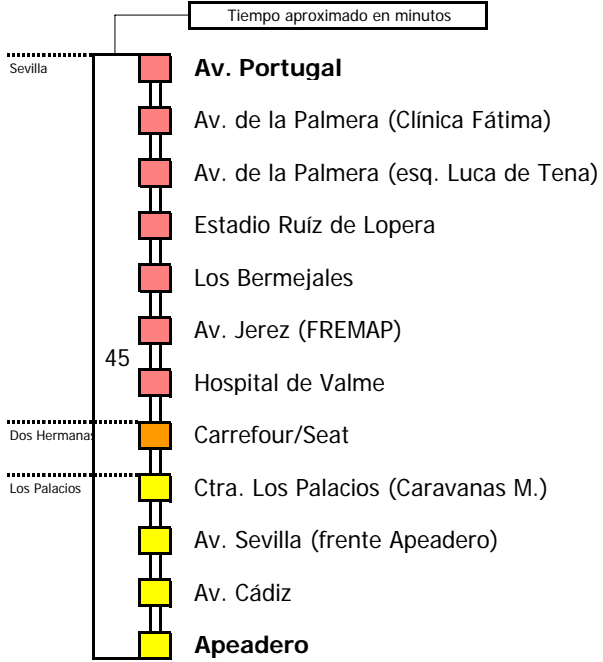 Tiempo aproximado en minutos
Sevilla
Av. Portugal
Av. de la Palmera (Clínica Fátima)
Av. de la Palmera (esq. Luca de Tena)
Estadio Ruíz de Lopera
Los Bermejales
Av. Jerez (FREMAP)
45
Hospital de Valme
Dos Hermanas
Carrefour/Seat
Los Palacios
Ctra. Los Palacios (Caravanas M.)
Av. Sevilla (frente Apeadero)
Av. Cádiz
Apeadero